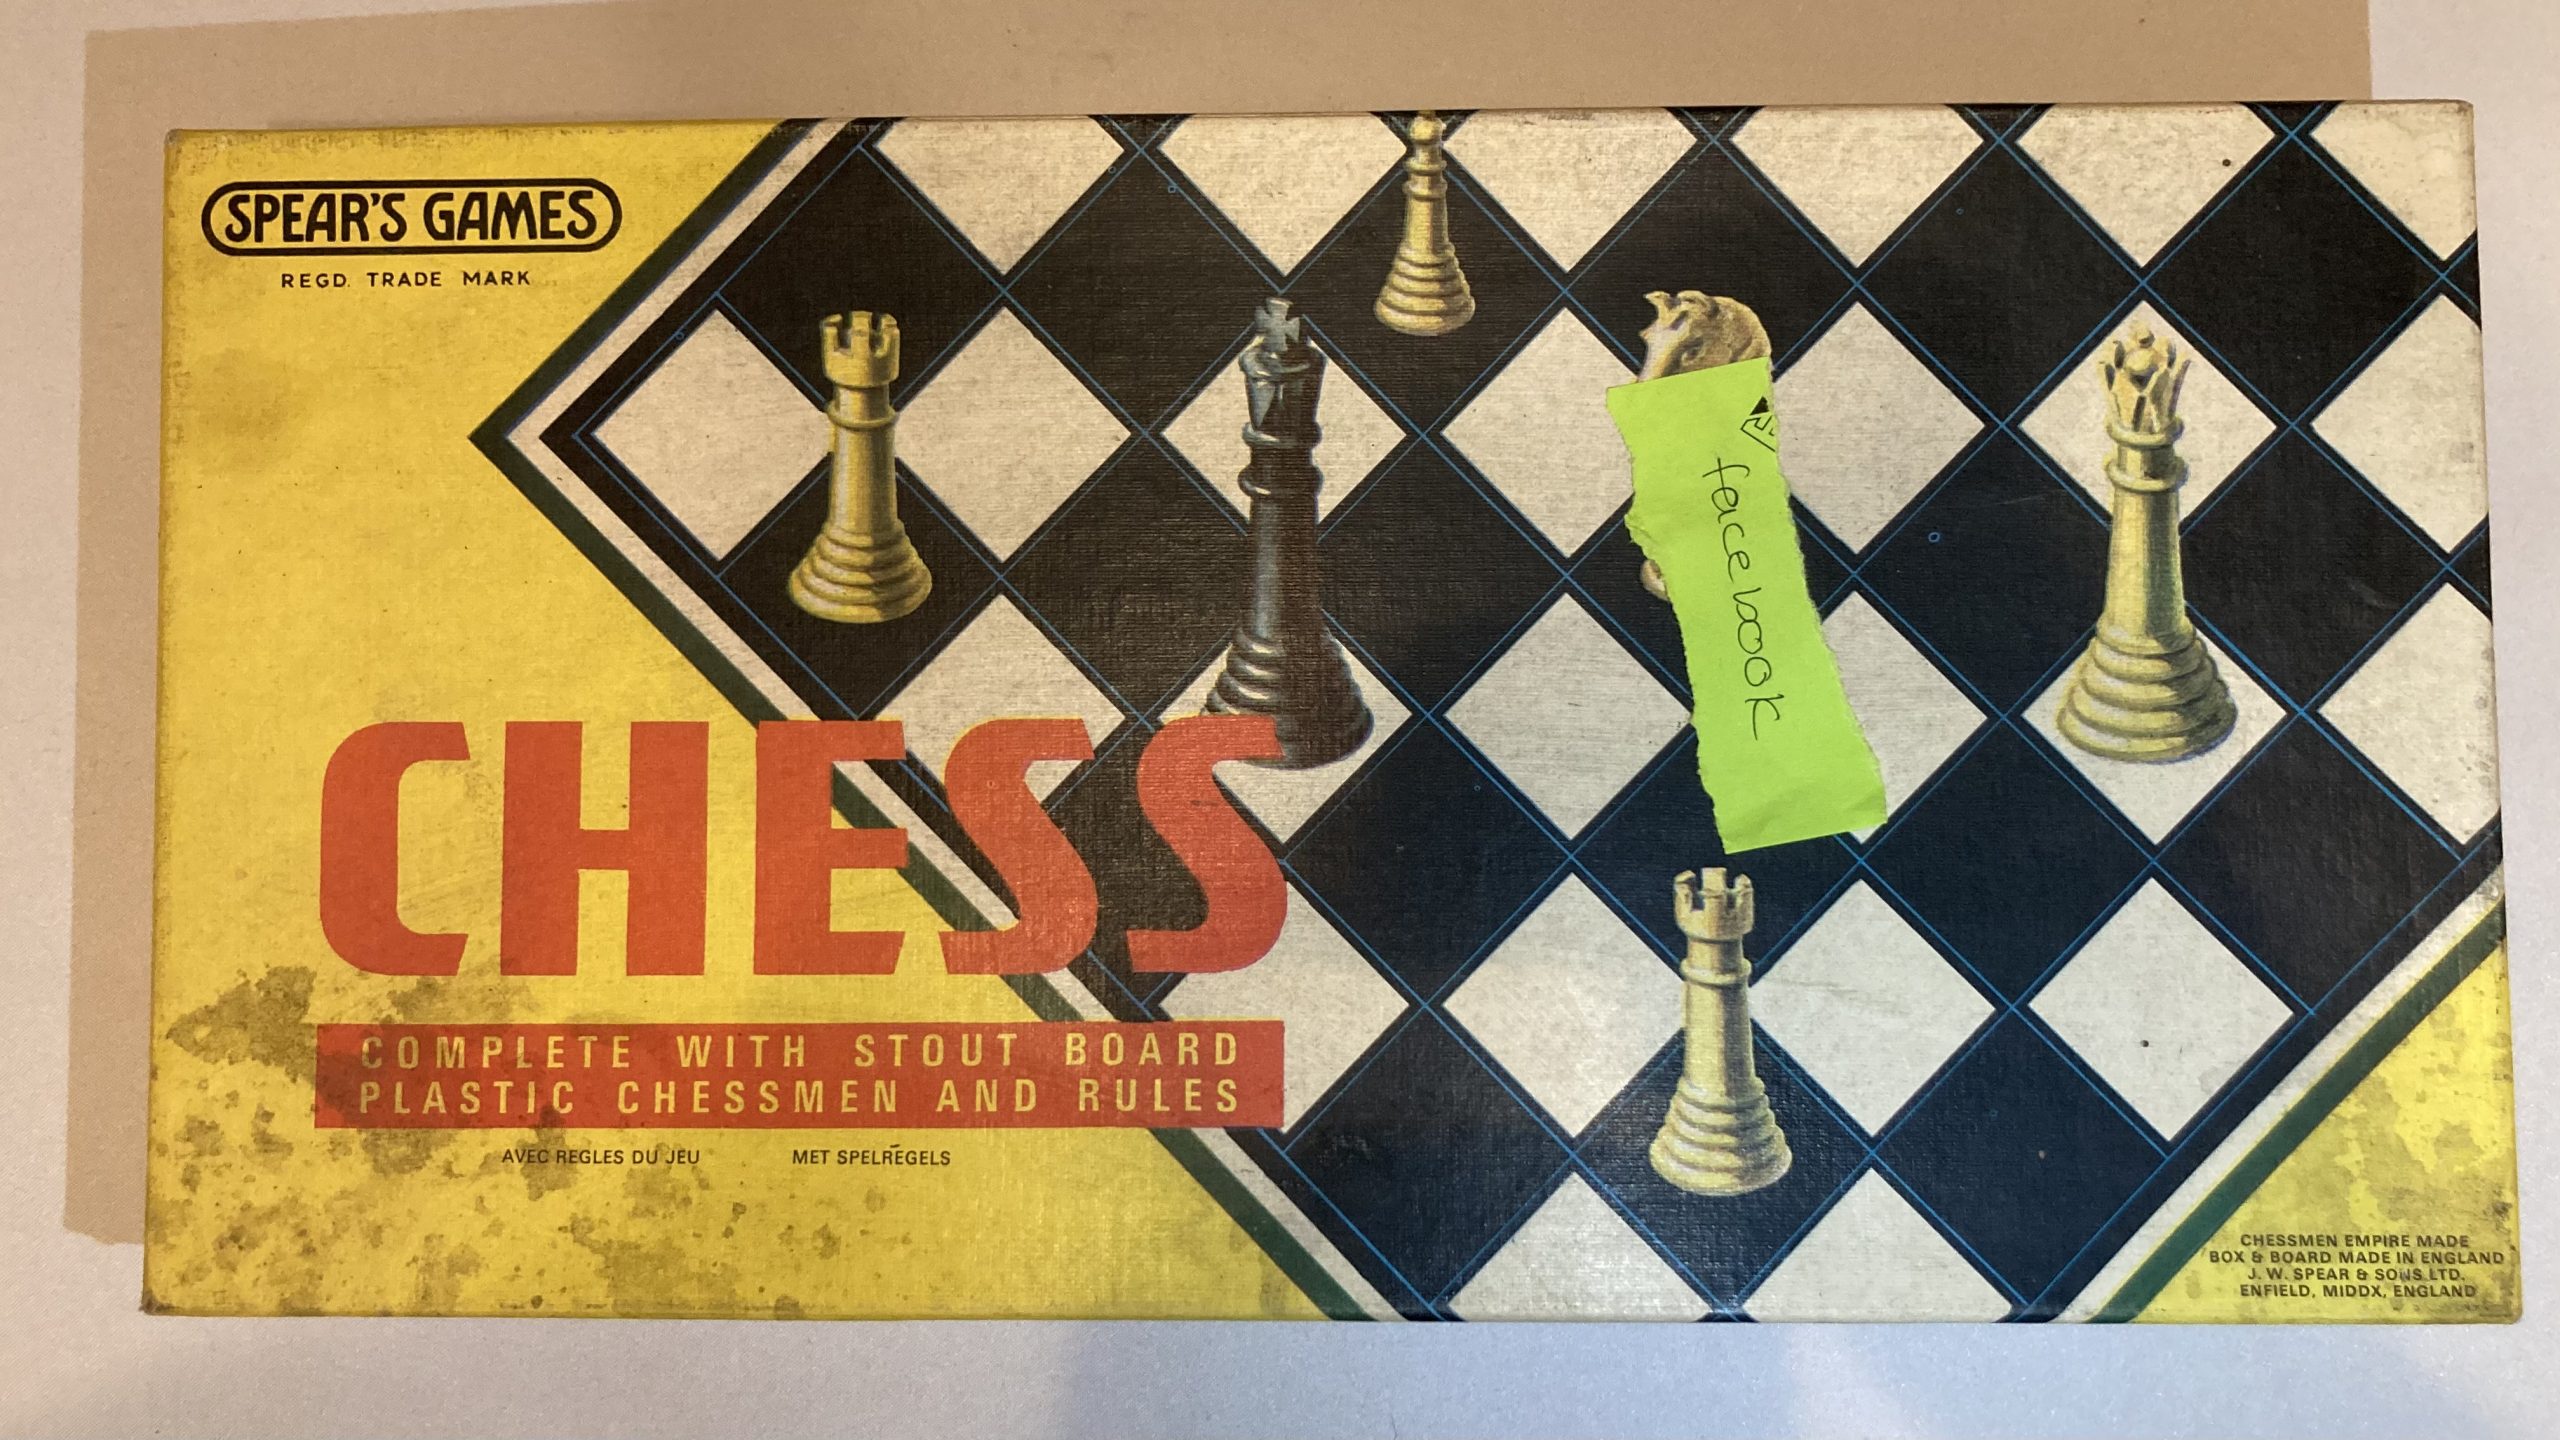 SPEAR'S GAMES
REGD. TRADE MARK
facebook
CHESS
COMPLETE WITH STOUT BOARD
PLASTIC CHESSMEN AND RULES
AVEC REGLES DU JEU MET SPELREGELS
CHESSMEN EMPIRE MADE
BOX & BOARD MADE IN ENGLAND
J. W. SPEAR & SONS LTD.
ENFIELD, MIDDX, ENGLAND